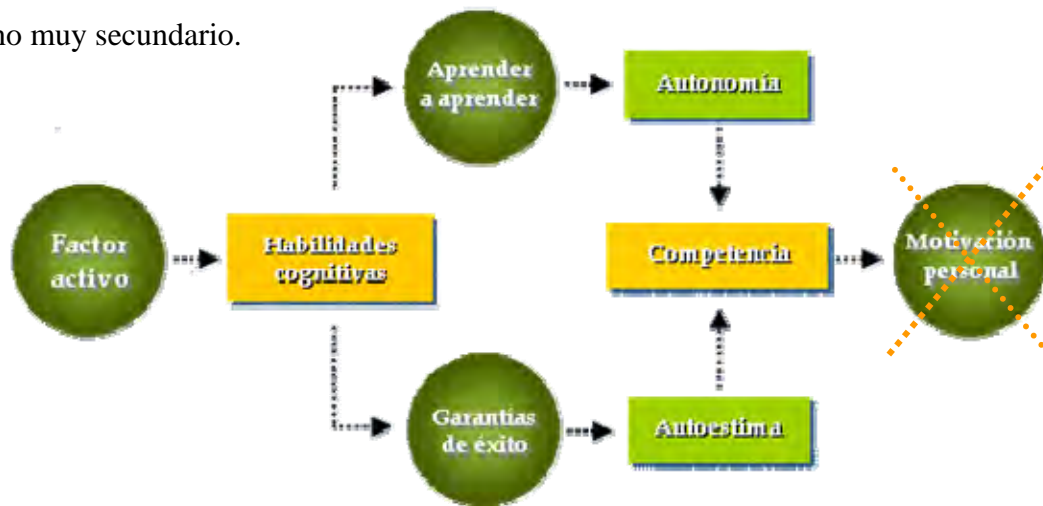 no muy secundario.
Aprender
a aprender
Autonomía
Factor
activo
Habilidades
cognitivas
Competencia
Motivación
personal
Garantías
de éxito
Autoestima